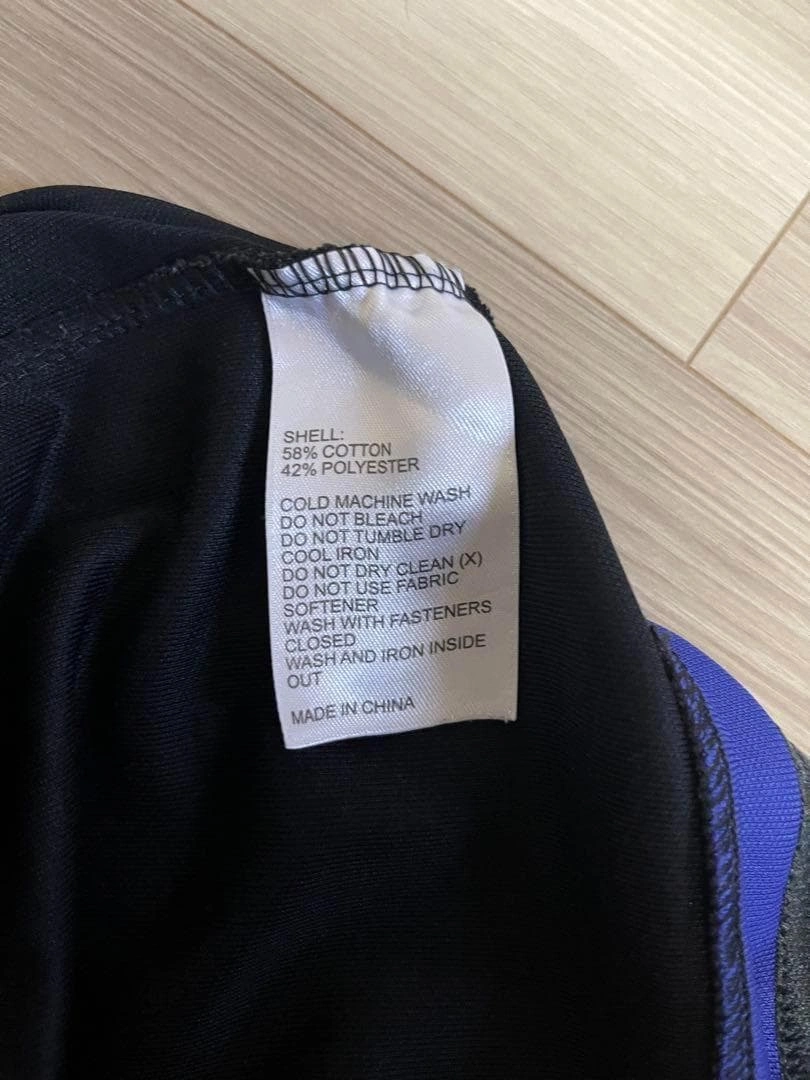 SHELL:
58% COTTON
42% POLYESTER
COLD MACHINE WASH
DO NOT BLEACH
DO NOT TUMBLE DRY
COOL IRON
DO NOT DRY CLEAN (X)
DO NOT USE FABRIC
SOFTENER
WASH WITH FASTENERS
CLOSED
WASH AND IRON INSIDE
OUT
MADE IN CHINA